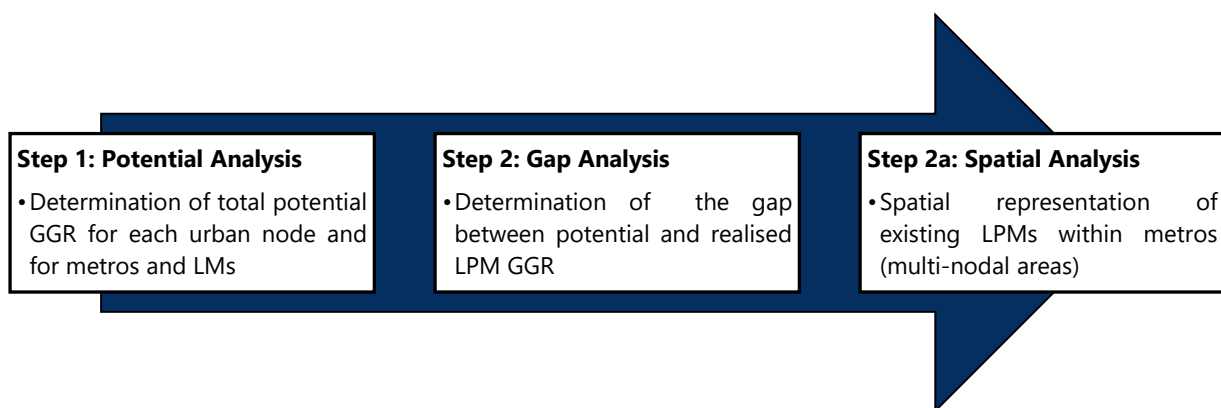 Step 1: Potential Analysis
•Determination of total potential
GGR for each urban node and
for metros and LMs
Step 2: Gap Analysis
•Determination of the gap
between potential and realised
LPM GGR
Step 2a: Spatial Analysis
•Spatial representation of
existing LPMs within metros
(multi-nodal areas)